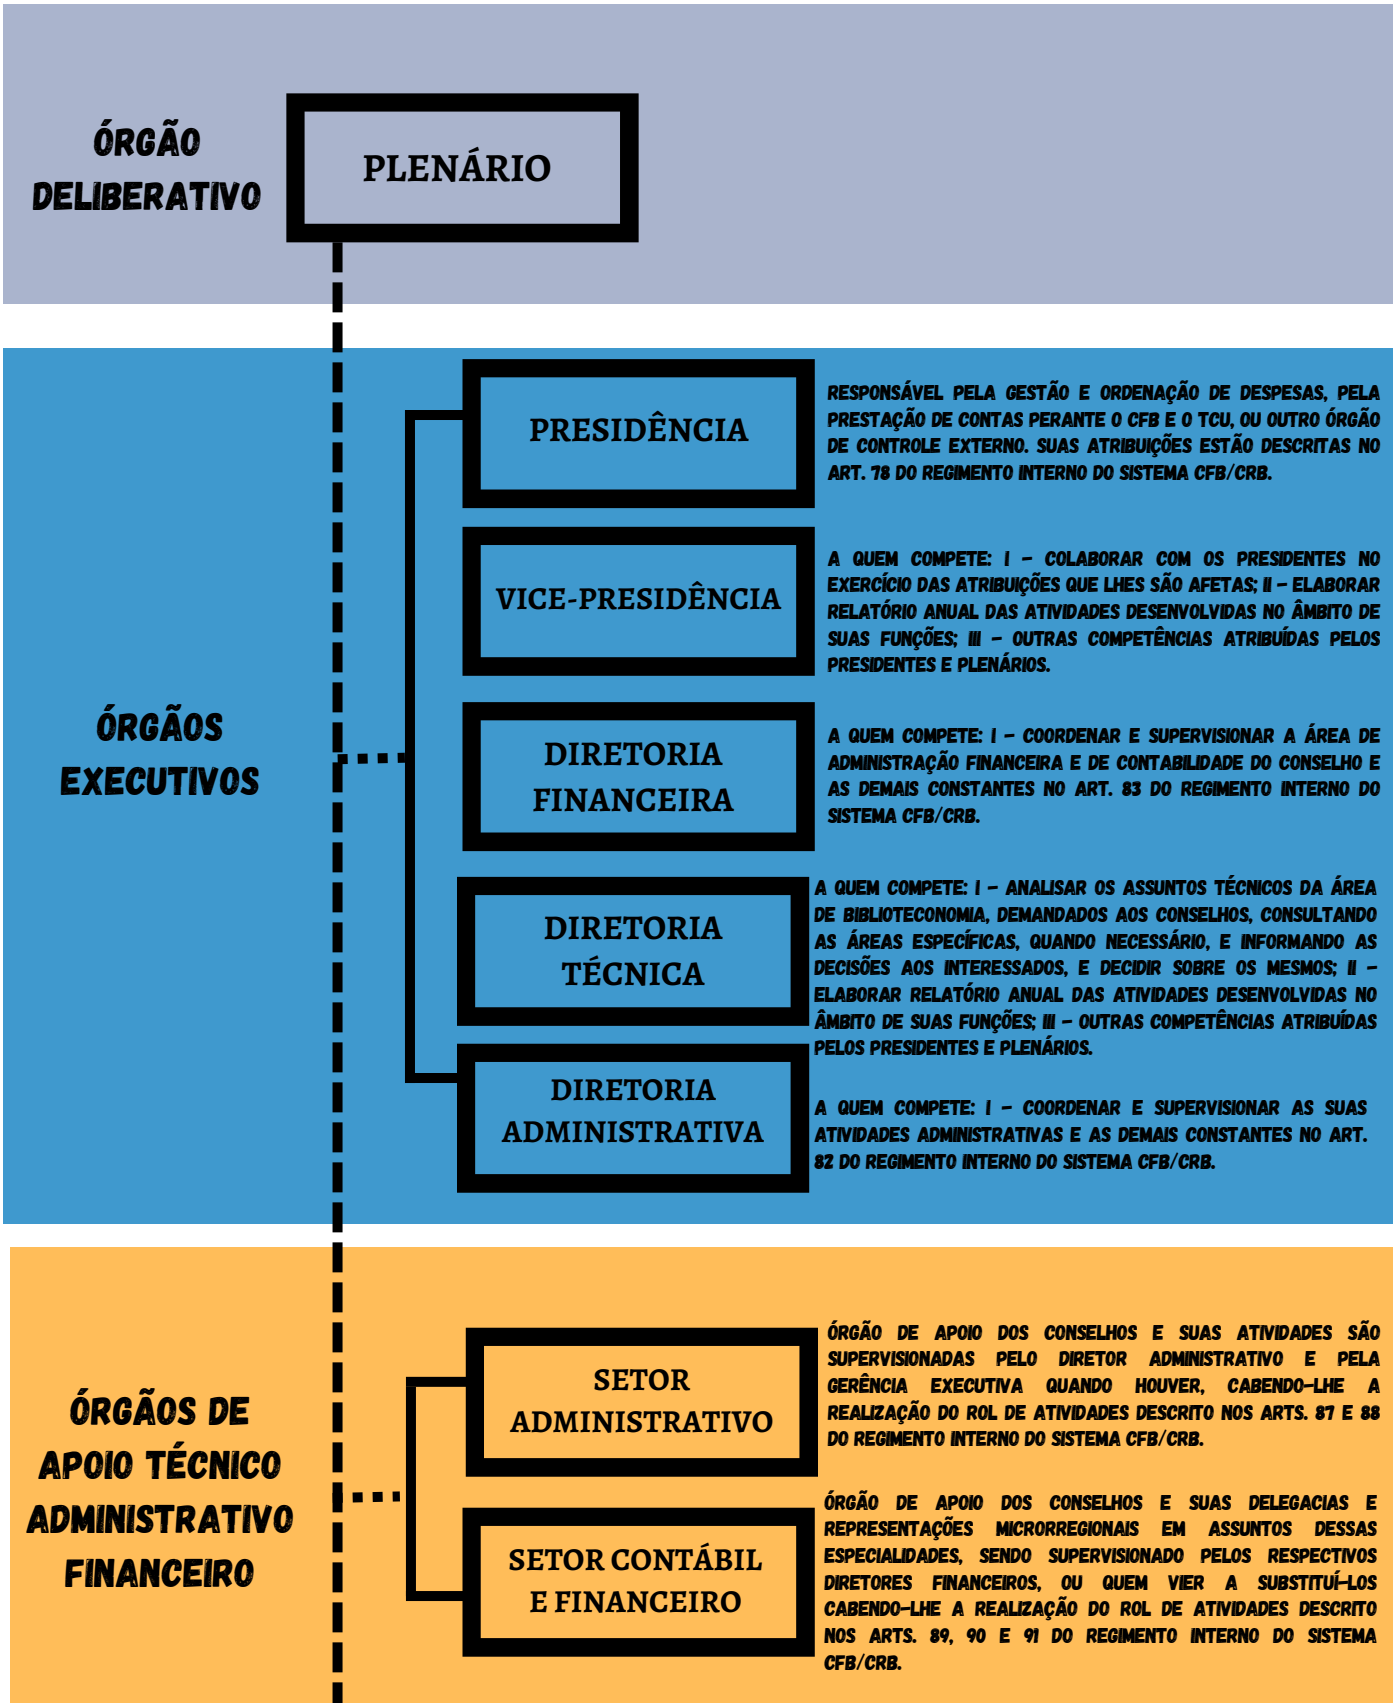 ÓRGÃO
DELIBERATIVO
PLENÁRIO
ÓRGÃOS
EXECUTIVOS
PRESIDÊNCIA
RESPONSÁVEL PELA GESTÃO E ORDENAÇÃO DE DESPESAS, PELA
PRESTAÇÃO DE CONTAS PERANTE O CFB E O TCU, OU OUTRO ÓRGÃO
DE CONTROLE EXTERNO. SUAS ATRIBUIÇÕES ESTÃO DESCRITAS NO
ART. 78 DO REGIMENTO INTERNO DO SISTEMA CFB/CRB.
VICE-PRESIDÊNCIA
A QUEM COMPETE: I – COLABORAR COM OS PRESIDENTES NO
EXERCÍCIO DAS ATRIBUIÇÕES QUE LHES SÃO AFETAS; II – ELABORAR
RELATÓRIO ANUAL DAS ATIVIDADES DESENVOLVIDAS NO ÂMBITO DE
SUAS FUNÇÕES; III – OUTRAS COMPETÊNCIAS ATRIBUÍDAS PELOS
PRESIDENTES E PLENÁRIOS.
DIRETORIA
FINANCEIRA
A QUEM COMPETE: I – COORDENAR E SUPERVISIONAR A ÁREA DE
ADMINISTRAÇÃO FINANCEIRA E DE CONTABILIDADE DO CONSELHO E
AS DEMAIS CONSTANTES NO ART. 83 DO REGIMENTO INTERNO DO
SISTEMA CFB/CRB.
DIRETORIA
TÉCNICA
A QUEM COMPETE: I – ANALISAR OS ASSUNTOS TÉCNICOS DA ÁREA
DE BIBLIOTECONOMIA, DEMANDADOS AOS CONSELHOS, CONSULTANDO
AS ÁREAS ESPECÍFICAS, QUANDO NECESSÁRIO, E INFORMANDO AS
DECISÕES AOS INTERESSADOS, E DECIDIR SOBRE OS MESMOS; II –
ELABORAR RELATÓRIO ANUAL DAS ATIVIDADES DESENVOLVIDAS NO
ÂMBITO DE SUAS FUNÇÕES; III – OUTRAS COMPETÊNCIAS ATRIBUÍDAS
PELOS PRESIDENTES E PLENÁRIOS.
DIRETORIA
ADMINISTRATIVA
A QUEM COMPETE: I – COORDENAR E SUPERVISIONAR AS SUAS
ATIVIDADES ADMINISTRATIVAS E AS DEMAIS CONSTANTES NO ART.
82 DO REGIMENTO INTERNO DO SISTEMA CFB/CRB.
ÓRGÃOS DE
APOIO TÉCNICO
ADMINISTRATIVO
FINANCEIRO
SETOR
ADMINISTRATIVO
ÓRGÃO DE APOIO DOS CONSELHOS E SUAS ATIVIDADES SÃO
SUPERVISIONADAS PELO DIRETOR ADMINISTRATIVO E PELA
GERÊNCIA EXECUTIVA QUANDO HOUVER, CABENDO-LHE A
REALIZAÇÃO DO ROL DE ATIVIDADES DESCRITO NOS ARTS. 87 E 88
DO REGIMENTO INTERNO DO SISTEMA CFB/CRB.
SETOR CONTÁBIL
E FINANCEIRO
ÓRGÃO DE APOIO DOS CONSELHOS E SUAS DELEGACIAS E
REPRESENTAÇÕES MICRORREGIONAIS EM ASSUNTOS DESSAS
ESPECIALIDADES, SENDO SUPERVISIONADO PELOS RESPECTIVOS
DIRETORES FINANCEIROS, OU QUEM VIER A SUBSTITUÍ-LOS
CABENDO-LHE A REALIZAÇÃO DO ROL DE ATIVIDADES DESCRITO
NOS ARTS. 89, 90 E 91 DO REGIMENTO INTERNO DO SISTEMA
CFB/CRB.